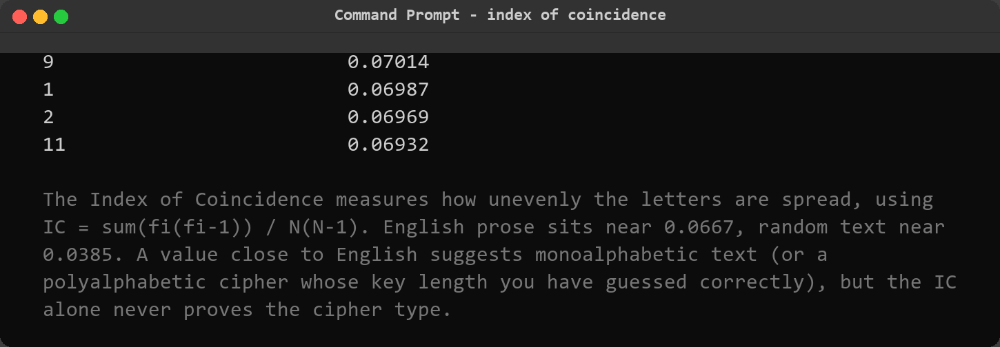 Command Prompt - index of coincidence
9 0.07014
1 0.06987
2 0.06969
11 0.06932
The Index of Coincidence measures how unevenly the letters are spread, using
IC = sum(fi(fi-1)) / N(N-1). English prose sits near 0.0667, random text near
0.0385. A value close to English suggests monoalphabetic text (or a
polyalphabetic cipher whose key length you have guessed correctly), but the IC
alone never proves the cipher type.